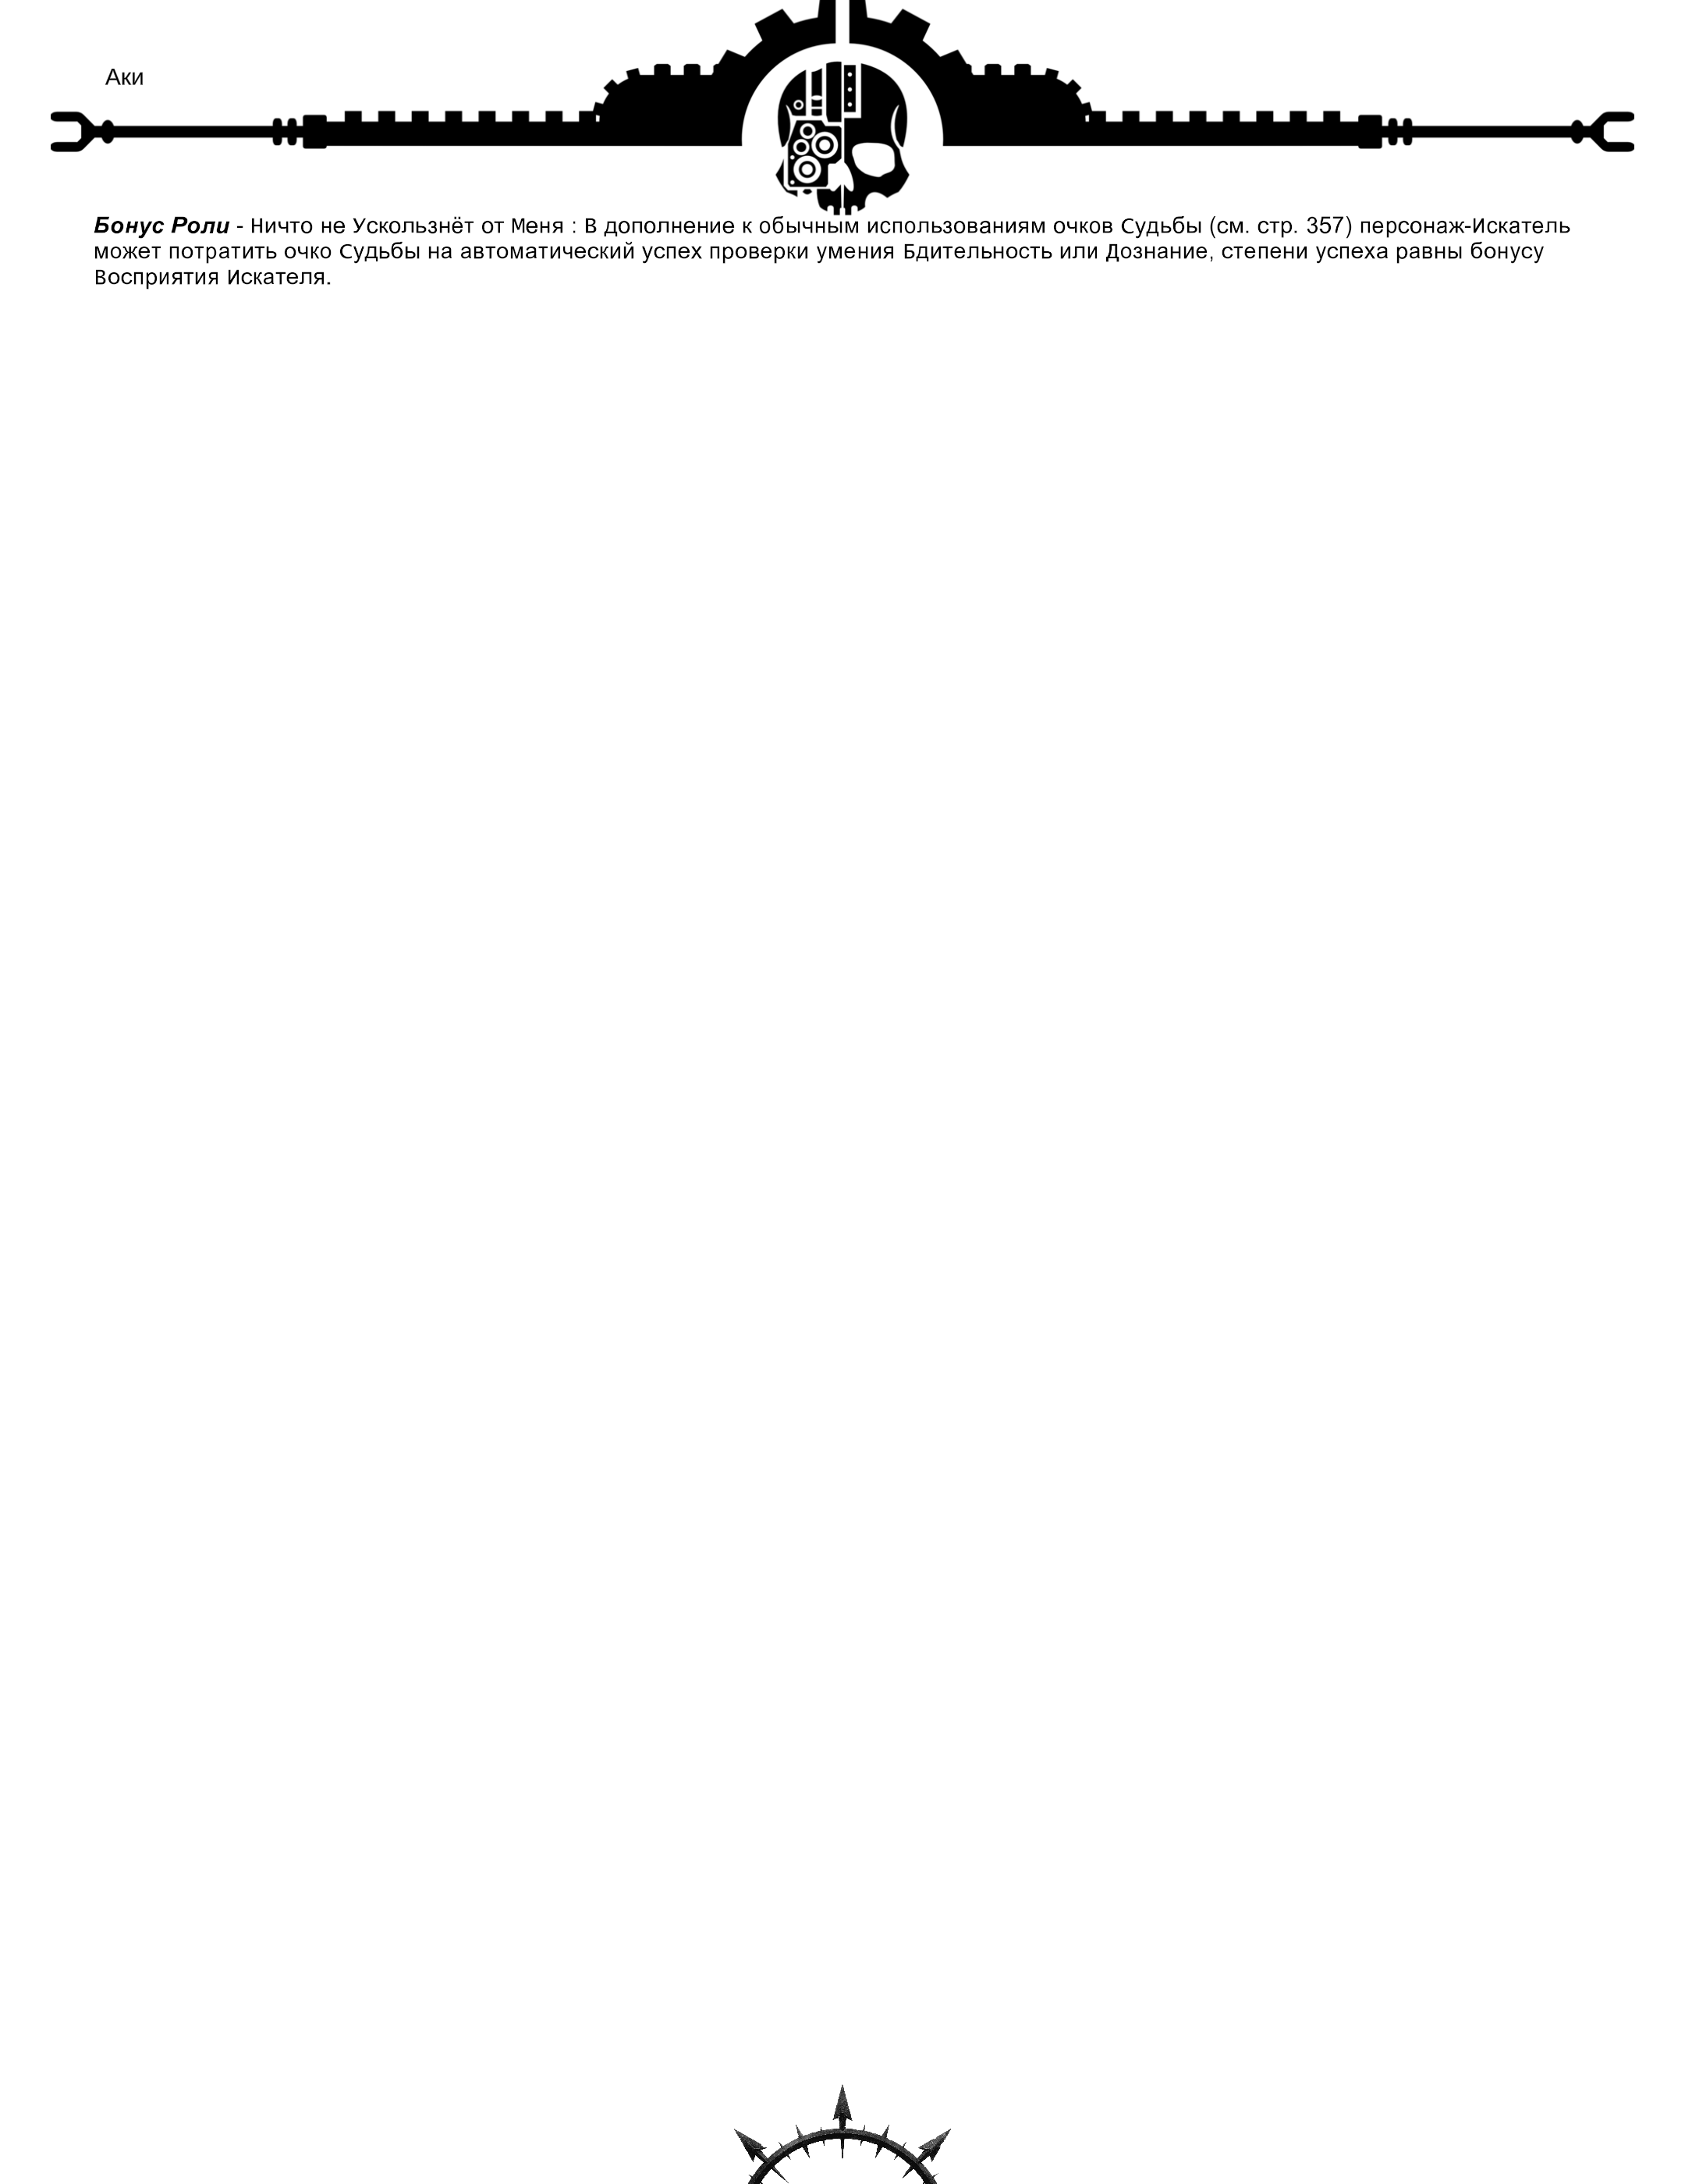 Аки
Бонус Роли - Ничто не Ускользнёт от Меня : В дополнение к обычным использованиям очков Судьбы (см. стр. 357) персонаж-Искатель
может потратить очко Судьбы на автоматический успех проверки умения Бдительность или Дознание, степени успеха равны бонусу
Восприятия Искателя.